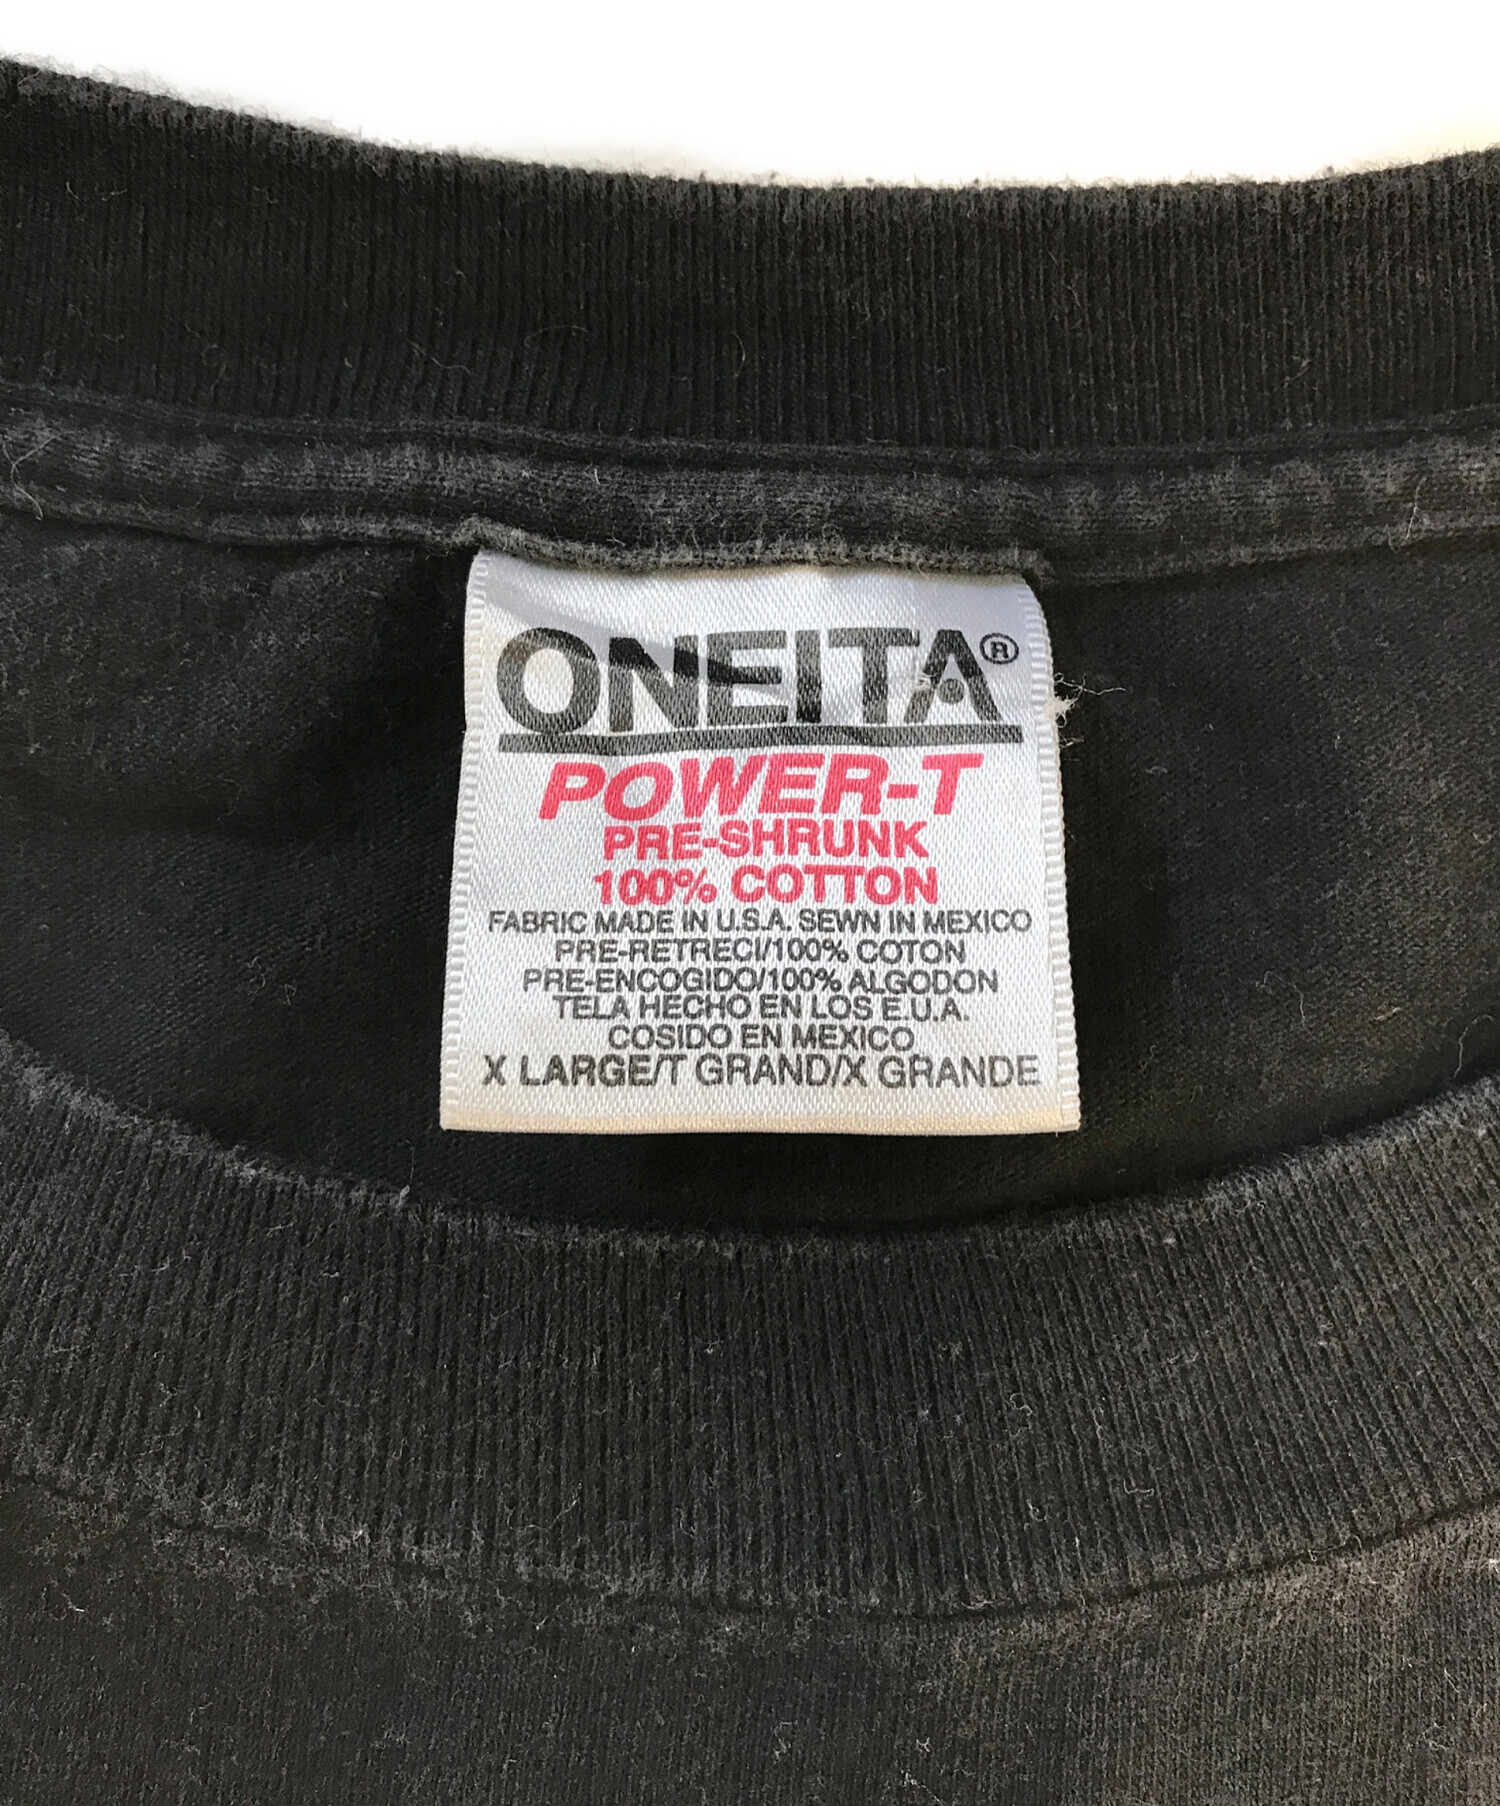 ONEITA®
POWER-T
PRE-SHRUNK
100% COTTON
FABRIC MADE IN U.S.A. SEWN IN MEXICO
PRE-RETRECI/100% COTON
PRE-ENCOGIDO/100% ALGODON
TELA HECHO EN LOS E.U.A.
COSIDO EN MEXICO
X LARGE/T GRAND/X GRANDE